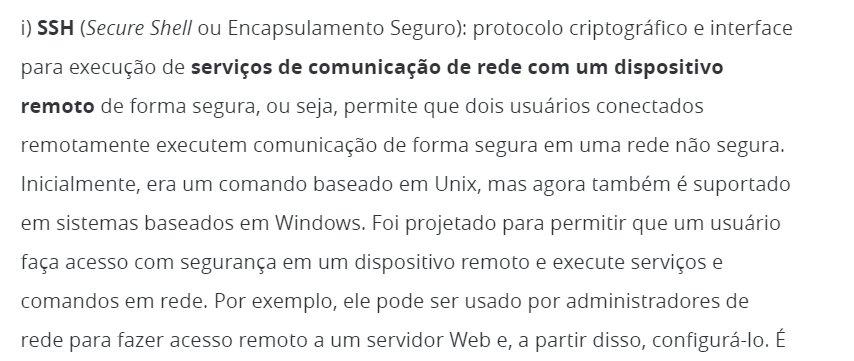 i) SSH (Secure Shell ou Encapsulamento Seguro): protocolo criptográfico e interface
para execução de serviços de comunicação de rede com um dispositivo
remoto de forma segura, ou seja, permite que dois usuários conectados
remotamente executem comunicação de forma segura em uma rede não segura.
Inicialmente, era um comando baseado em Unix, mas agora também é suportado
em sistemas baseados em Windows. Foi projetado para permitir que um usuário
faça acesso com segurança em um dispositivo remoto e execute serviços e
comandos em rede. Por exemplo, ele pode ser usado por administradores de
rede para fazer acesso remoto a um servidor Web e, a partir disso, configurá-lo. É